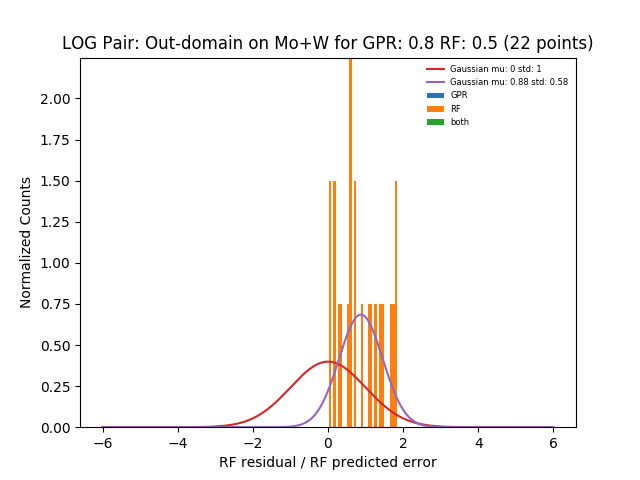 LOG Pair: Out-domain on Mo+W for GPR: 0.8 RF: 0.5 (22 points)
Gaussian mu: 0 std: 1
Gaussian mu: 0.88 std: 0.58
GPR
RF
both
Normalized Counts
2.00
1.75
1.50
1.25
1.00
0.75
0.50
0.25
0.00
−6 −4 −2 0 2 4 6
RF residual / RF predicted error